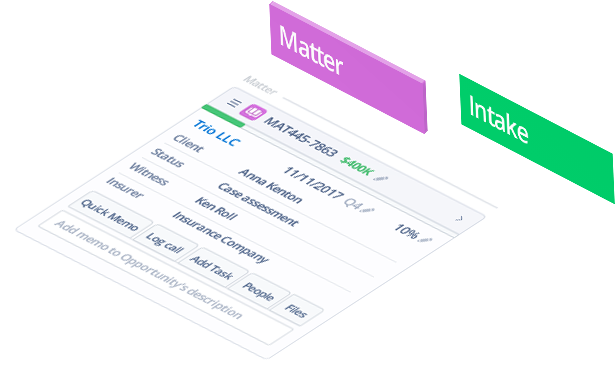 Matter
Intake
Matter
MAT445-7863 $400K
Trio LLC 11/11/2017 Q4 10%
Client Anna Kenton
Status Case assessment
Witness Ken Roll
Insurer Insurance Company
Quick Memo Log call Add Task People Files
Add memo to Opportunity's description